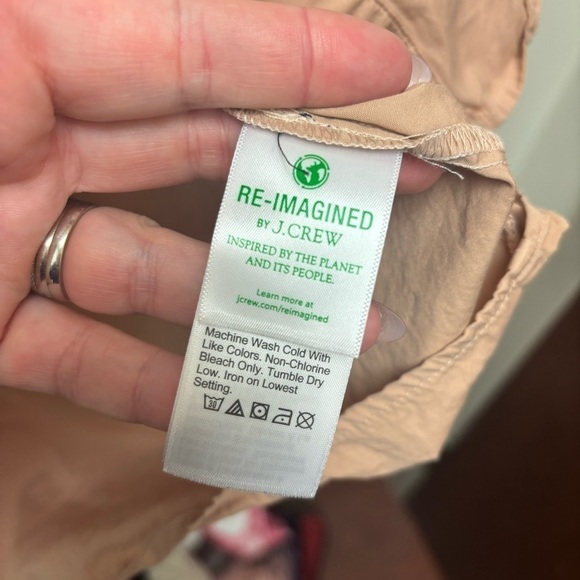 RE-IMAGINED
BY J.CREW
INSPIRED BY THE PLANET
AND ITS PEOPLE.
Learn more at
jcrew.com/reimagined
Machine Wash Cold With
Like Colors. Non-Chlorine
Bleach Only. Tumble Dry
Low. Iron on Lowest
Setting.
30